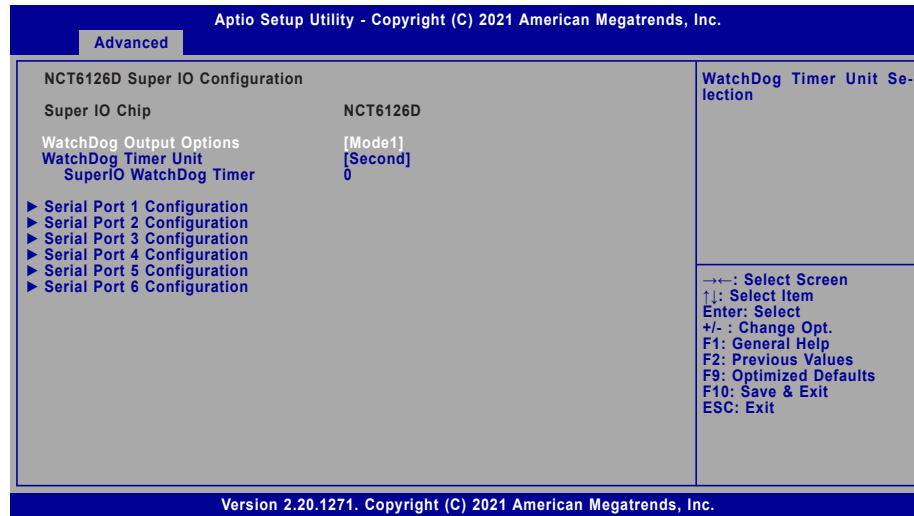 Aptio Setup Utility - Copyright (C) 2021 American Megatrends, Inc.
Advanced
NCT6126D Super IO Configuration
Super IO Chip NCT6126D
WatchDog Output Options [Mode1]
WatchDog Timer Unit [Second]
SuperIO WatchDog Timer 0
► Serial Port 1 Configuration
► Serial Port 2 Configuration
► Serial Port 3 Configuration
► Serial Port 4 Configuration
► Serial Port 5 Configuration
► Serial Port 6 Configuration
WatchDog Timer Unit Se-
lection
→←: Select Screen
↑↓: Select Item
Enter: Select
+/- : Change Opt.
F1: General Help
F2: Previous Values
F9: Optimized Defaults
F10: Save & Exit
ESC: Exit
Version 2.20.1271. Copyright (C) 2021 American Megatrends, Inc.